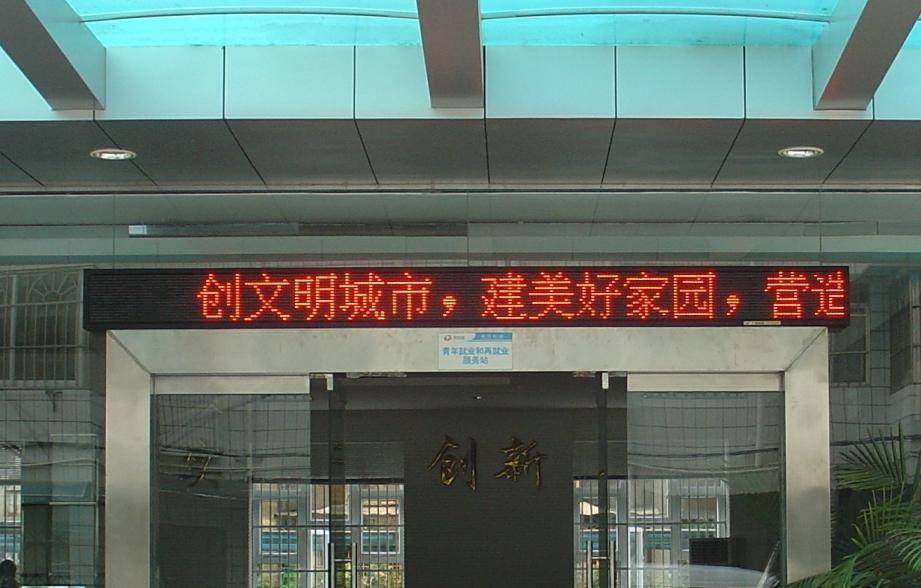 创文明城市，建美好家园，营造
青年就业和再就业
服务站
创新